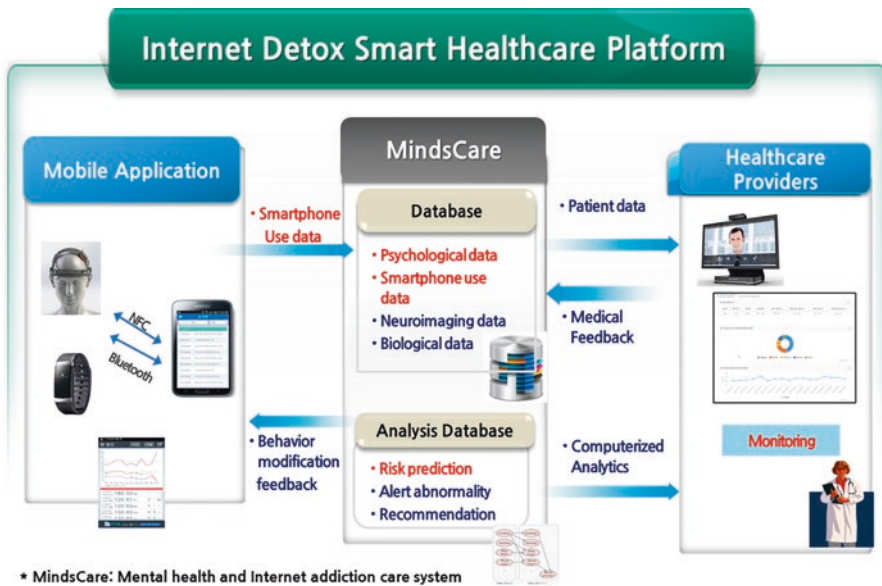 Internet Detox Smart Healthcare Platform
Mobile Application
NFC
Bluetooth
• Smartphone
Use data
• Behavior
modification
feedback
MindsCare
Database
• Psychological data
• Smartphone use
data
• Neuroimaging data
• Biological data
Analysis Database
• Risk prediction
• Alert abnormality
• Recommendation
• Patient data
• Medical
Feedback
• Computerized
Analytics
Healthcare
Providers
Monitoring
* MindsCare: Mental health and Internet addiction care system